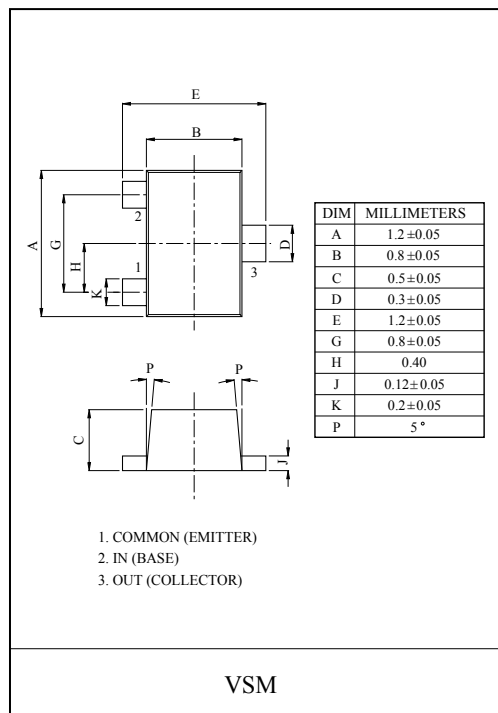 E
B
2
A
G
H
D
1
3
K
DIM MILLIMETERS
A 1.2±0.05
B 0.8±0.05
C 0.5±0.05
D 0.3±0.05
E 1.2±0.05
G 0.8±0.05
H 0.40
J 0.12±0.05
K 0.2±0.05
P 5°
P P
C
J
1. COMMON (EMITTER)
2. IN (BASE)
3. OUT (COLLECTOR)
VSM